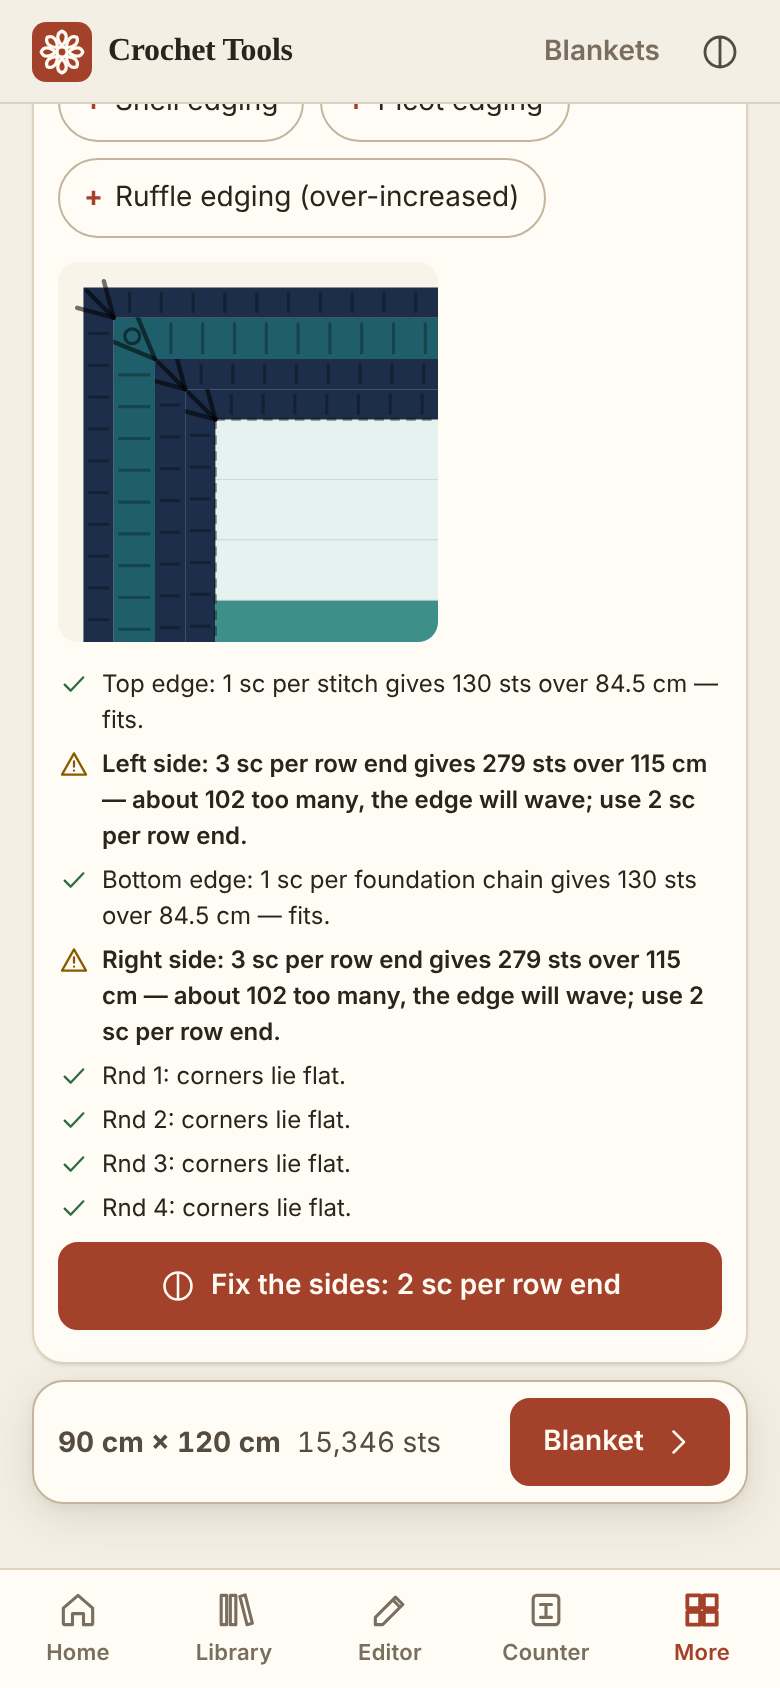 Crochet Tools
Blankets
+ Shell edging
+ Picot edging
+ Ruffle edging (over-increased)
Top edge: 1 sc per stitch gives 130 sts over 84.5 cm —
fits.
Left side: 3 sc per row end gives 279 sts over 115 cm
— about 102 too many, the edge will wave; use 2 sc
per row end.
Bottom edge: 1 sc per foundation chain gives 130 sts
over 84.5 cm — fits.
Right side: 3 sc per row end gives 279 sts over 115
cm — about 102 too many, the edge will wave; use 2
sc per row end.
Rnd 1: corners lie flat.
Rnd 2: corners lie flat.
Rnd 3: corners lie flat.
Rnd 4: corners lie flat.
Fix the sides: 2 sc per row end
90 cm × 120 cm 15,346 sts
Blanket
Home
Library
Editor
Counter
More